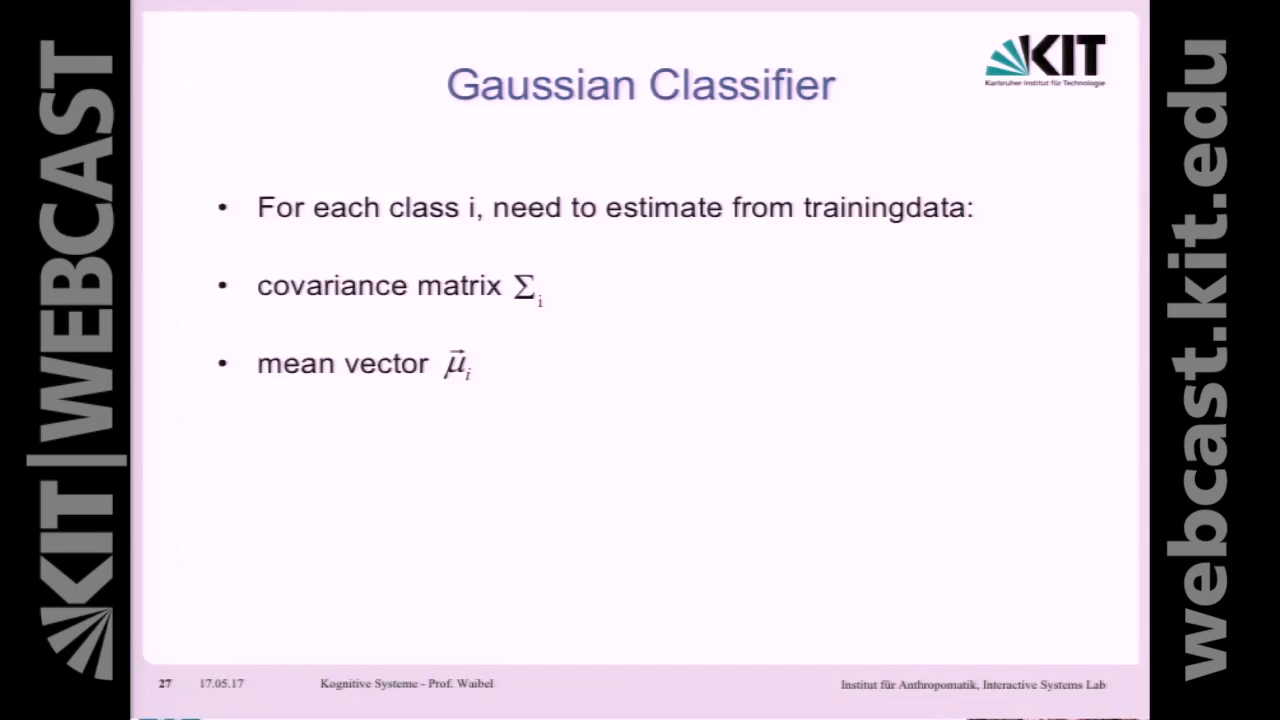 KIT|WEBCAST
KIT
Karlsruher Institut für Technologie
Gaussian Classifier
• For each class i, need to estimate from trainingdata:
• covariance matrix Σ_i
• mean vector μ⃗_i
27 17.05.17 Kognitive Systeme - Prof. Waibel Institut für Anthropomatik, Interactive Systems Lab
webcast.kit.edu